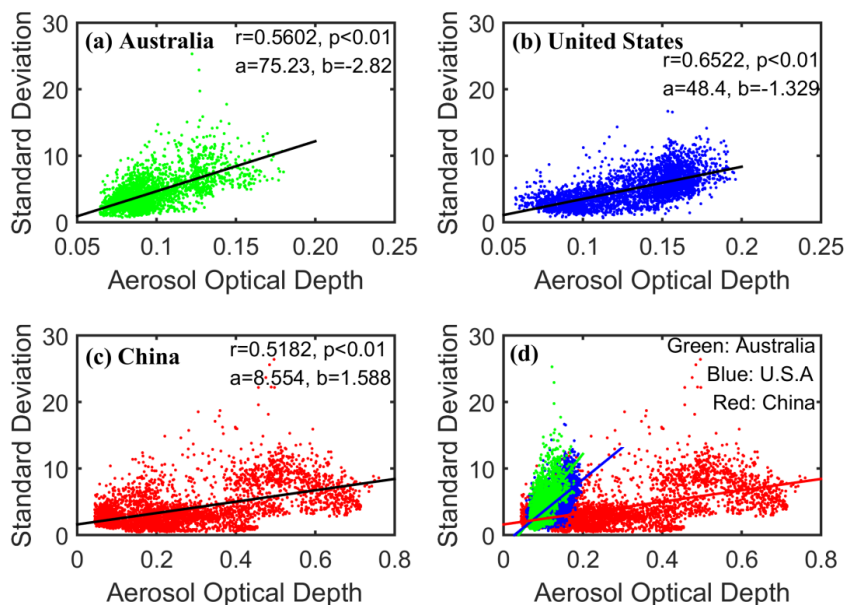 (a) Australia
r=0.5602, p<0.01
a=75.23, b=-2.82
Standard Deviation
30
20
10
0
0.05
0.10
0.15
0.20
0.25
Aerosol Optical Depth
(b) United States
r=0.6522, p<0.01
a=48.4, b=-1.329
Standard Deviation
30
20
10
0
0.05
0.1
0.15
0.2
0.25
Aerosol Optical Depth
(c) China
r=0.5182, p<0.01
a=8.554, b=1.588
Standard Deviation
30
20
10
0
0
0.2
0.4
0.6
0.8
Aerosol Optical Depth
(d)
Green: Australia
Blue: U.S.A
Red: China
Standard Deviation
30
20
10
0
0
0.2
0.4
0.6
0.8
Aerosol Optical Depth